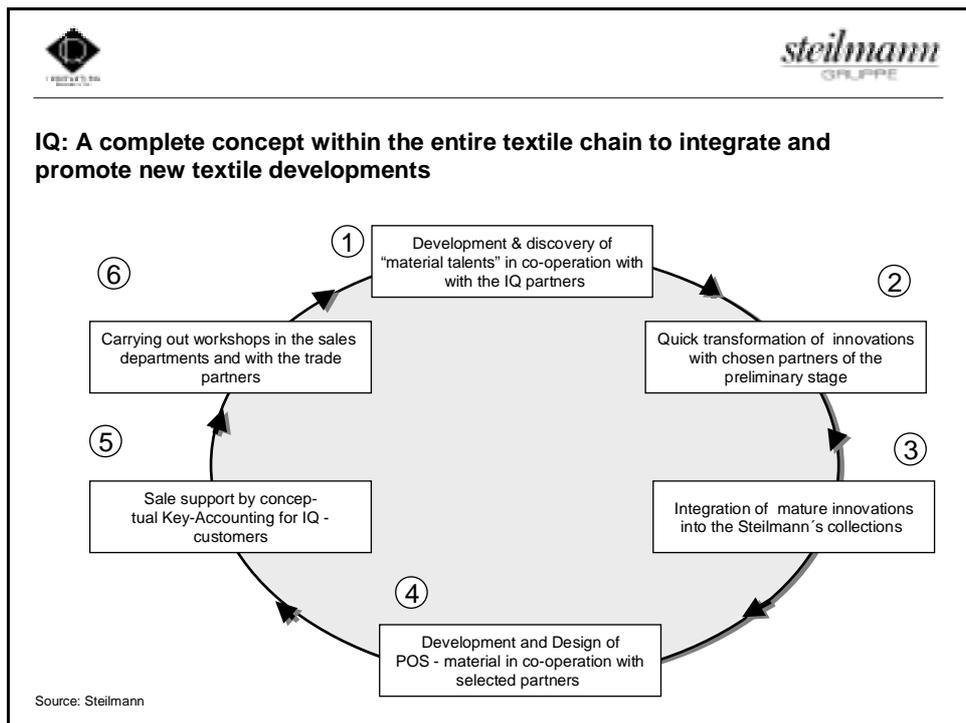 steilmann
GRUPPE
IQ: A complete concept within the entire textile chain to integrate and
promote new textile developments
①
Development & discovery of
“material talents” in co-operation with
with the IQ partners
②
Quick transformation of innovations
with chosen partners of the
preliminary stage
③
Integration of mature innovations
into the Steilmann´s collections
④
Development and Design of
POS - material in co-operation with
selected partners
⑤
Sale support by concep-
tual Key-Accounting for IQ -
customers
⑥
Carrying out workshops in the sales
departments and with the trade
partners
Source: Steilmann